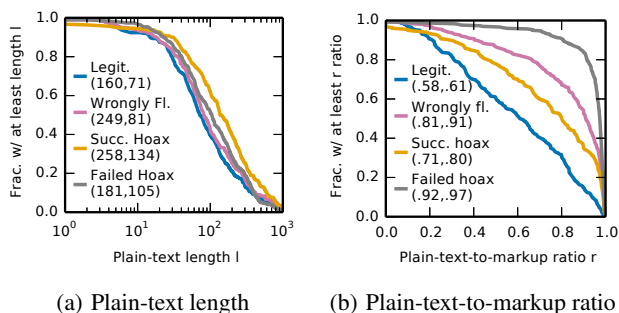 Frac. w/ at least length l
1.0
0.8
0.6
0.4
0.2
0.0
Legit.
(160,71)
Wrongly Fl.
(249,81)
Succ. Hoax
(258,134)
Failed Hoax
(181,105)
10^0 10^1 10^2 10^3
Plain-text length l
(a) Plain-text length
Frac. w/ at least r ratio
1.0
0.8
0.6
0.4
0.2
0.0
Legit.
(.58,.61)
Wrongly fl.
(.81,.91)
Succ. hoax
(.71,.80)
Failed hoax
(.92,.97)
0.0 0.2 0.4 0.6 0.8 1.0
Plain-text-to-markup ratio r
(b) Plain-text-to-markup ratio